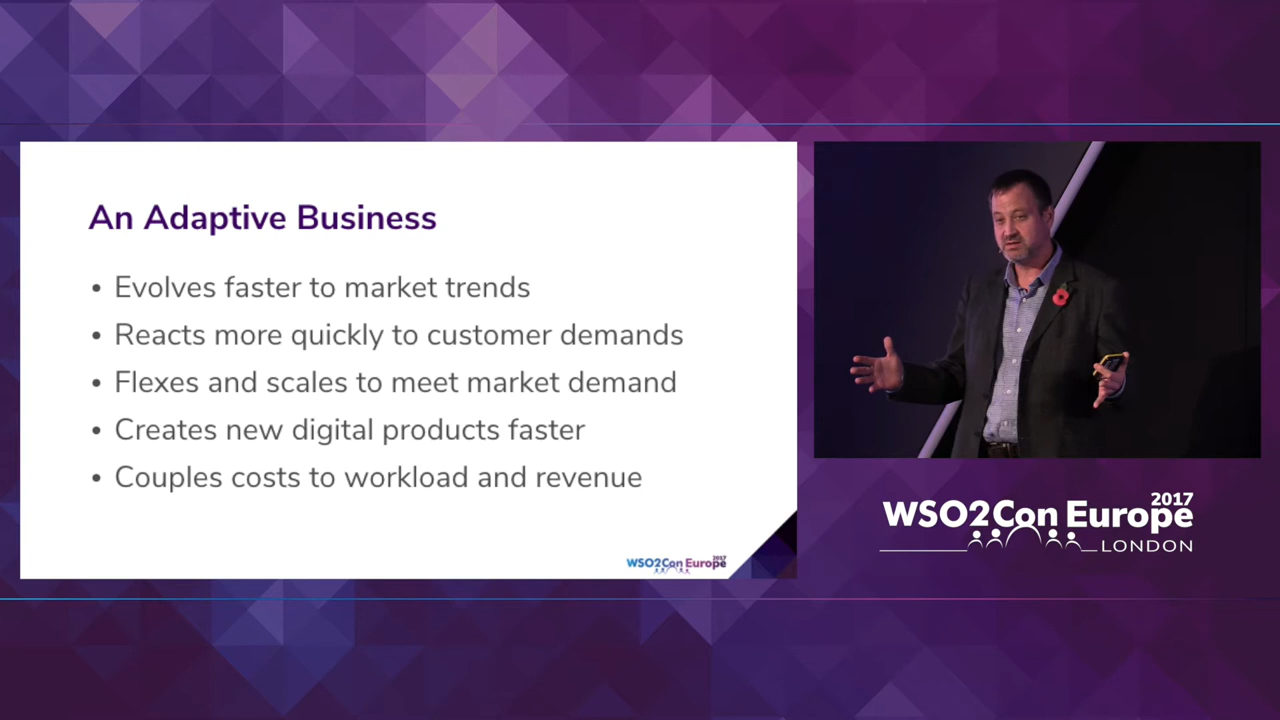 An Adaptive Business
• Evolves faster to market trends
• Reacts more quickly to customer demands
• Flexes and scales to meet market demand
• Creates new digital products faster
• Couples costs to workload and revenue
WSO2Con Europe 2017
WSO2Con Europe 2017
LONDON